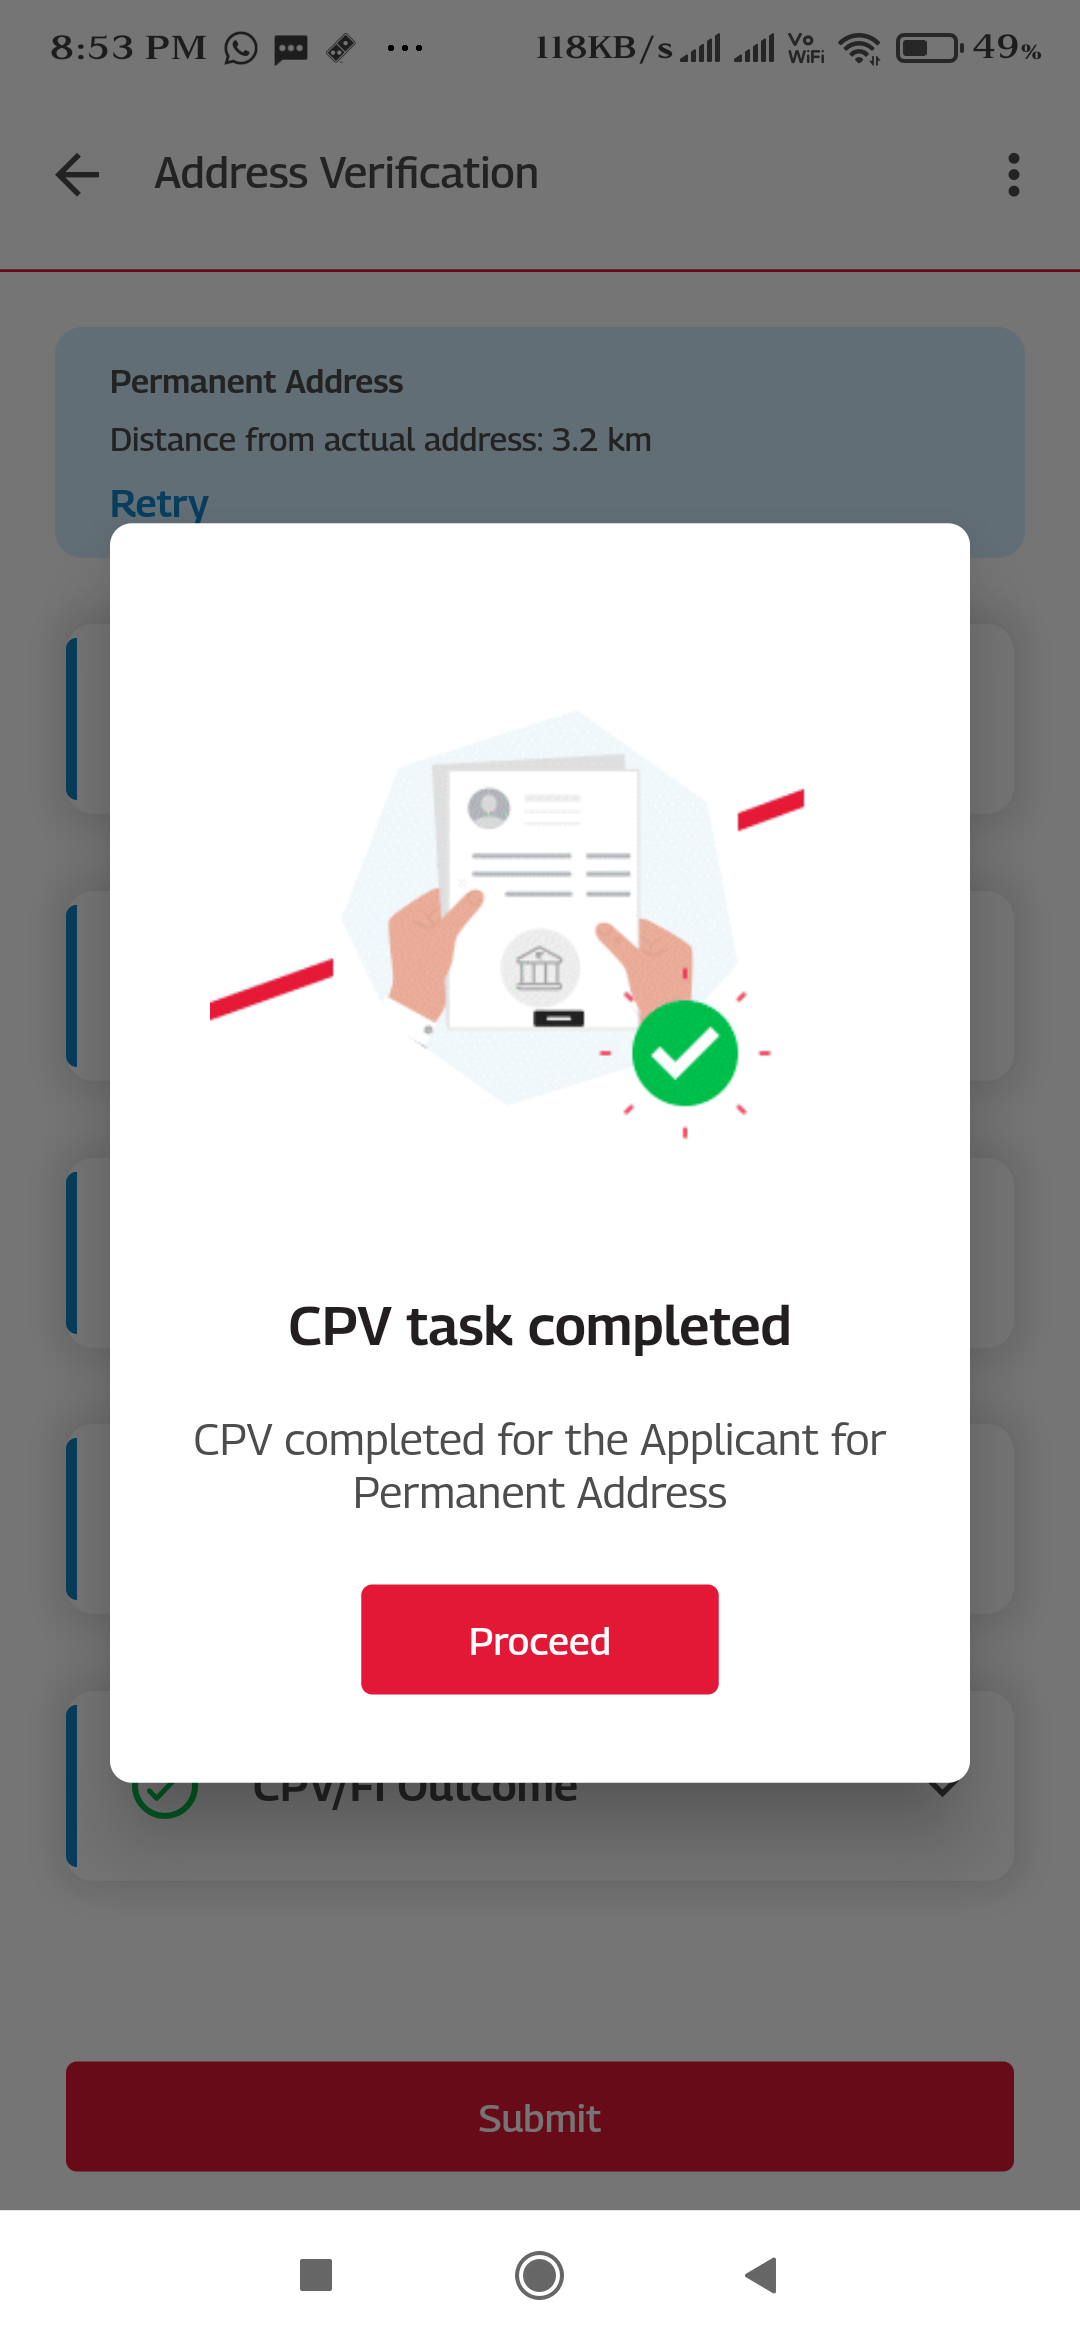 8:53 PM 118KB/s Vo WiFi 49%
Address Verification
Permanent Address
Distance from actual address: 3.2 km
Retry
CPV task completed
CPV completed for the Applicant for
Permanent Address
Proceed
CPV/FI Outcome
Submit